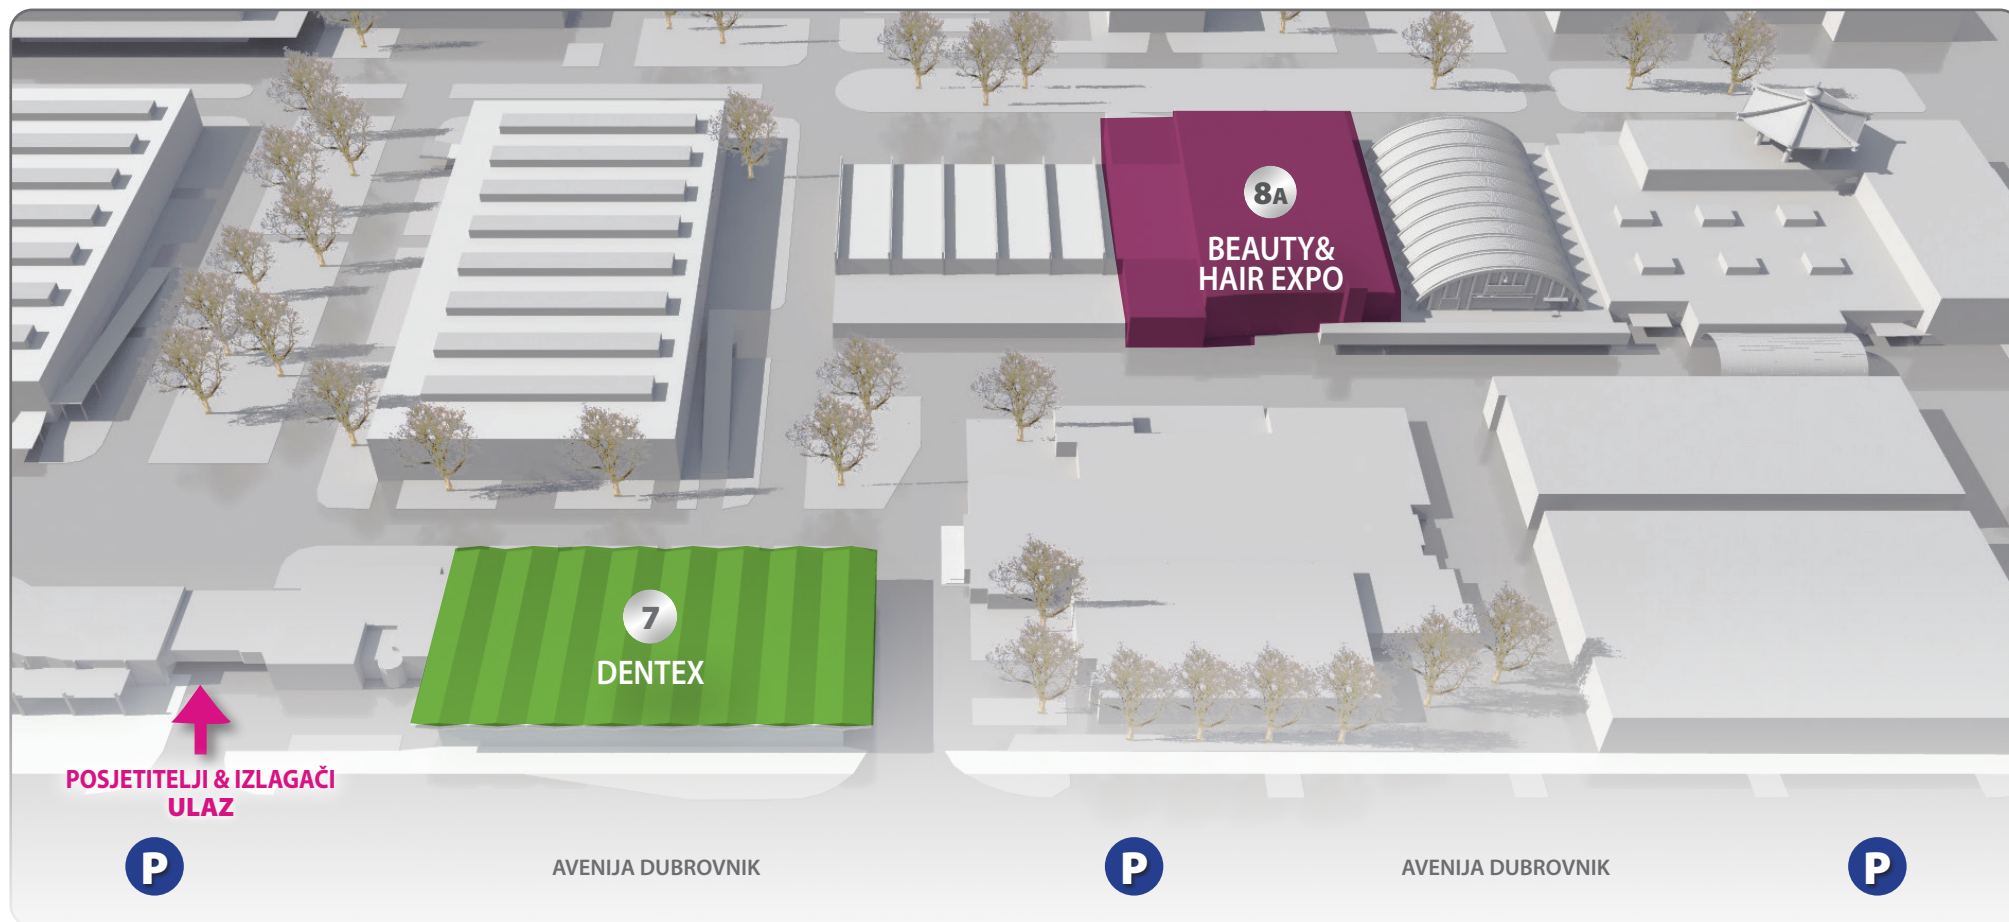 8A
BEAUTY&
HAIR EXPO
7
DENTEX
POSJETITELJI & IZLAGAČI
ULAZ
P
AVENIJA DUBROVNIK
P
AVENIJA DUBROVNIK
P